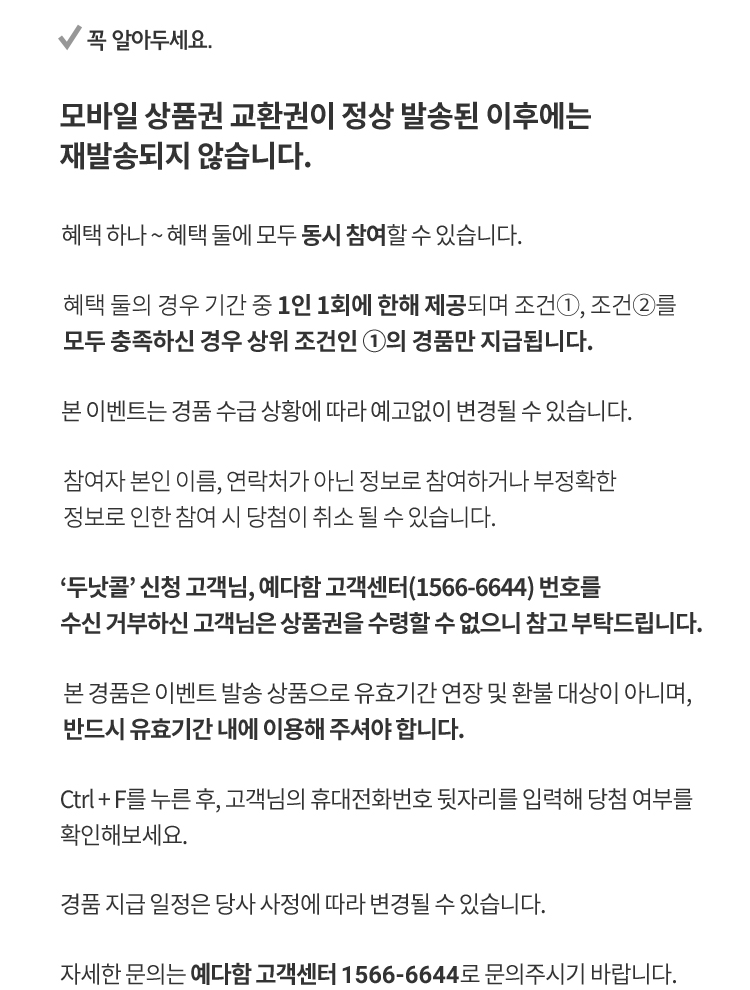 꼭 알아두세요.
모바일 상품권 교환권이 정상 발송된 이후에는
재발송되지 않습니다.
혜택 하나 ~ 혜택 둘에 모두 동시 참여할 수 있습니다.
혜택 둘의 경우 기간 중 1인 1회에 한해 제공되며 조건①, 조건②를
모두 충족하신 경우 상위 조건인 ①의 경품만 지급됩니다.
본 이벤트는 경품 수급 상황에 따라 예고없이 변경될 수 있습니다.
참여자 본인 이름, 연락처가 아닌 정보로 참여하거나 부정확한
정보로 인한 참여 시 당첨이 취소 될 수 있습니다.
‘두낫콜’ 신청 고객님, 예다함 고객센터(1566-6644) 번호를
수신 거부하신 고객님은 상품권을 수령할 수 없으니 참고 부탁드립니다.
본 경품은 이벤트 발송 상품으로 유효기간 연장 및 환불 대상이 아니며,
반드시 유효기간 내에 이용해 주셔야 합니다.
Ctrl + F를 누른 후, 고객님의 휴대전화번호 뒷자리를 입력해 당첨 여부를
확인해보세요.
경품 지급 일정은 당사 사정에 따라 변경될 수 있습니다.
자세한 문의는 예다함 고객센터 1566-6644로 문의주시기 바랍니다.